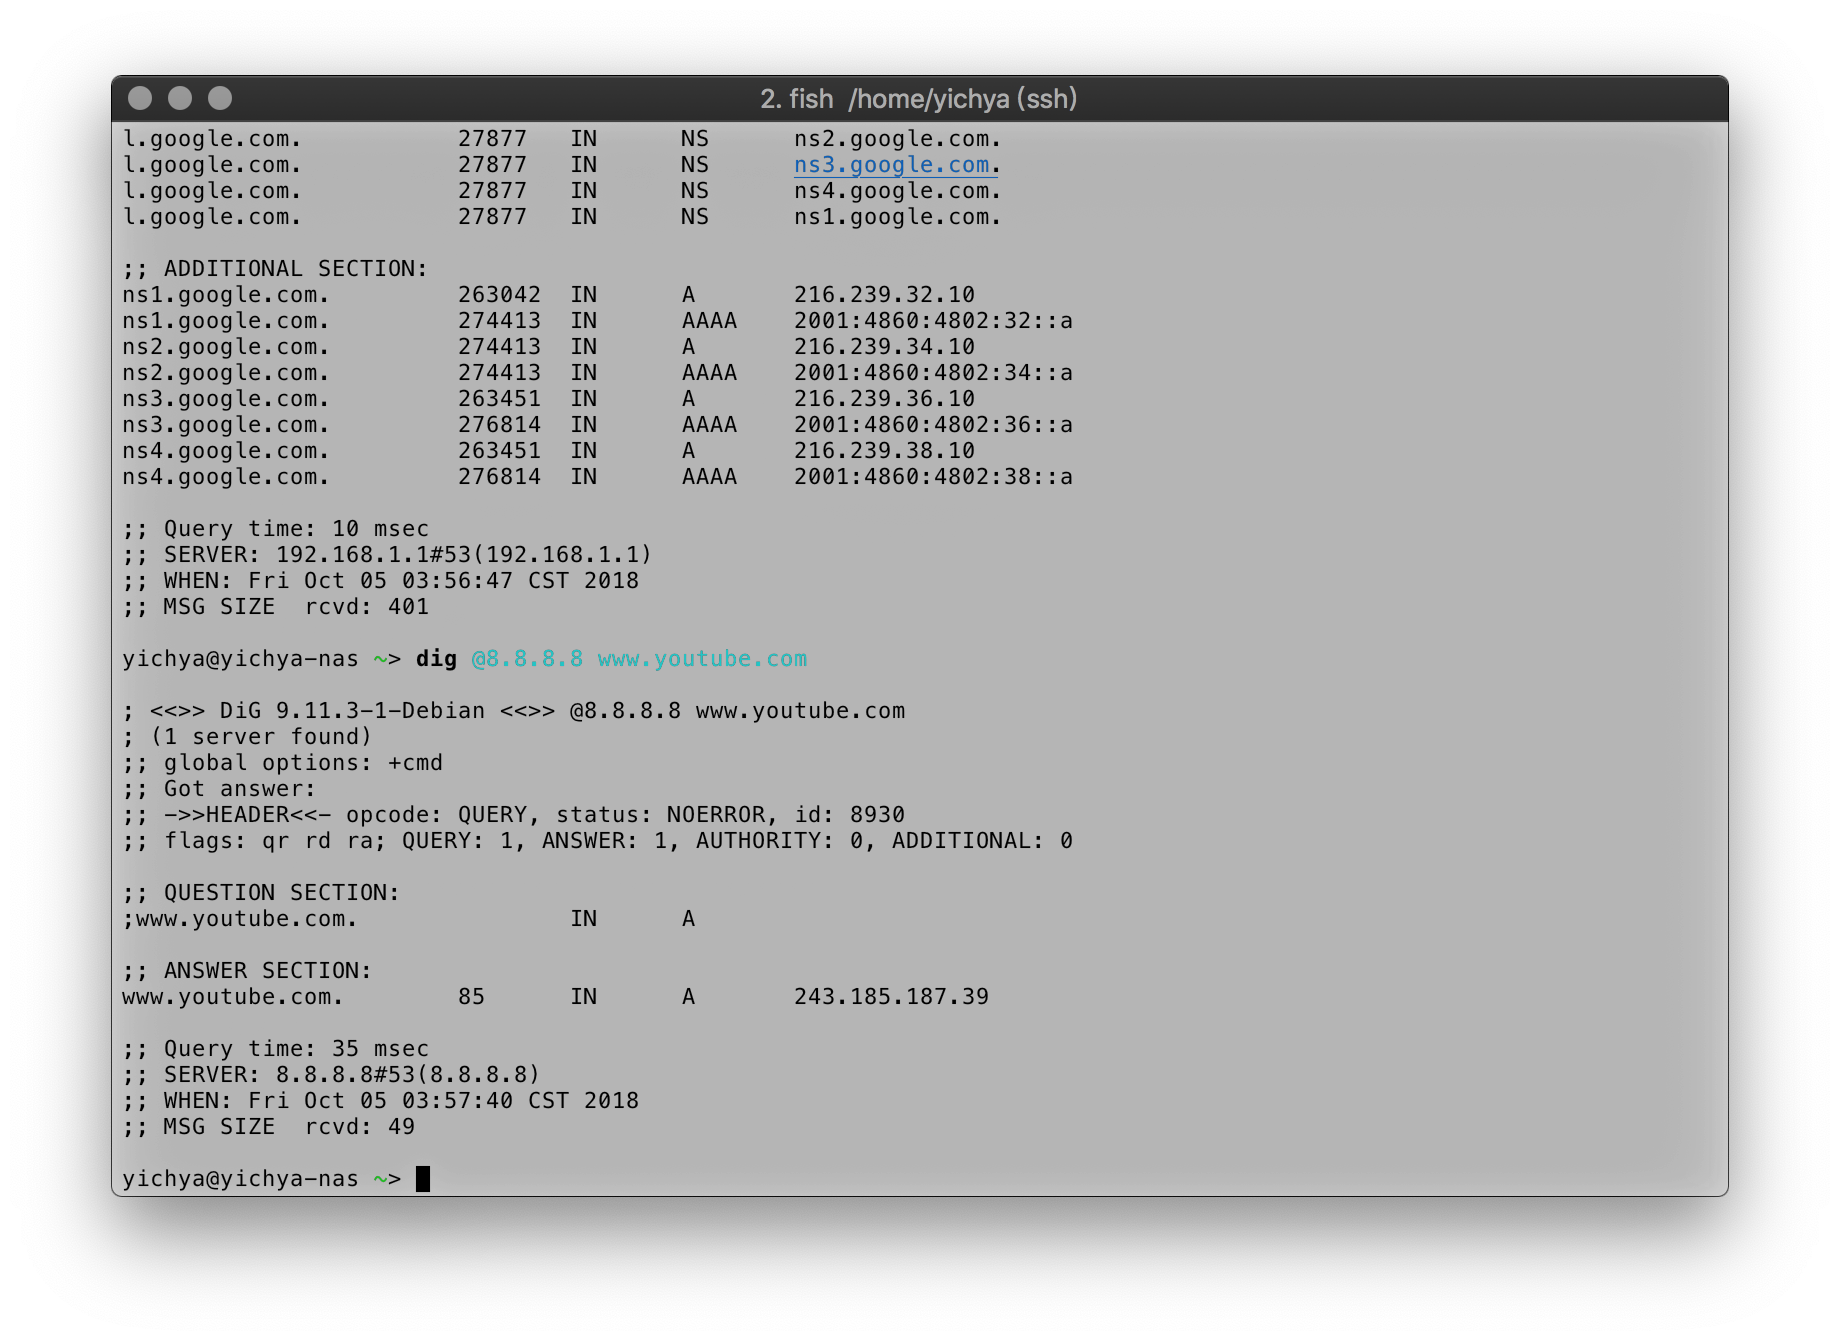 2. fish  /home/yichya (ssh)
l.google.com.           27877   IN      NS      ns2.google.com.
l.google.com.           27877   IN      NS      ns3.google.com.
l.google.com.           27877   IN      NS      ns4.google.com.
l.google.com.           27877   IN      NS      ns1.google.com.
;; ADDITIONAL SECTION:
ns1.google.com.         263042  IN      A       216.239.32.10
ns1.google.com.         274413  IN      AAAA    2001:4860:4802:32::a
ns2.google.com.         274413  IN      A       216.239.34.10
ns2.google.com.         274413  IN      AAAA    2001:4860:4802:34::a
ns3.google.com.         263451  IN      A       216.239.36.10
ns3.google.com.         276814  IN      AAAA    2001:4860:4802:36::a
ns4.google.com.         263451  IN      A       216.239.38.10
ns4.google.com.         276814  IN      AAAA    2001:4860:4802:38::a
;; Query time: 10 msec
;; SERVER: 192.168.1.1#53(192.168.1.1)
;; WHEN: Fri Oct 05 03:56:47 CST 2018
;; MSG SIZE  rcvd: 401
yichya@yichya-nas ~> dig @8.8.8.8 www.youtube.com
; <<>> DiG 9.11.3-1-Debian <<>> @8.8.8.8 www.youtube.com
; (1 server found)
;; global options: +cmd
;; Got answer:
;; ->>HEADER<<- opcode: QUERY, status: NOERROR, id: 8930
;; flags: qr rd ra; QUERY: 1, ANSWER: 1, AUTHORITY: 0, ADDITIONAL: 0
;; QUESTION SECTION:
;www.youtube.com.               IN      A
;; ANSWER SECTION:
www.youtube.com.        85      IN      A       243.185.187.39
;; Query time: 35 msec
;; SERVER: 8.8.8.8#53(8.8.8.8)
;; WHEN: Fri Oct 05 03:57:40 CST 2018
;; MSG SIZE  rcvd: 49
yichya@yichya-nas ~>